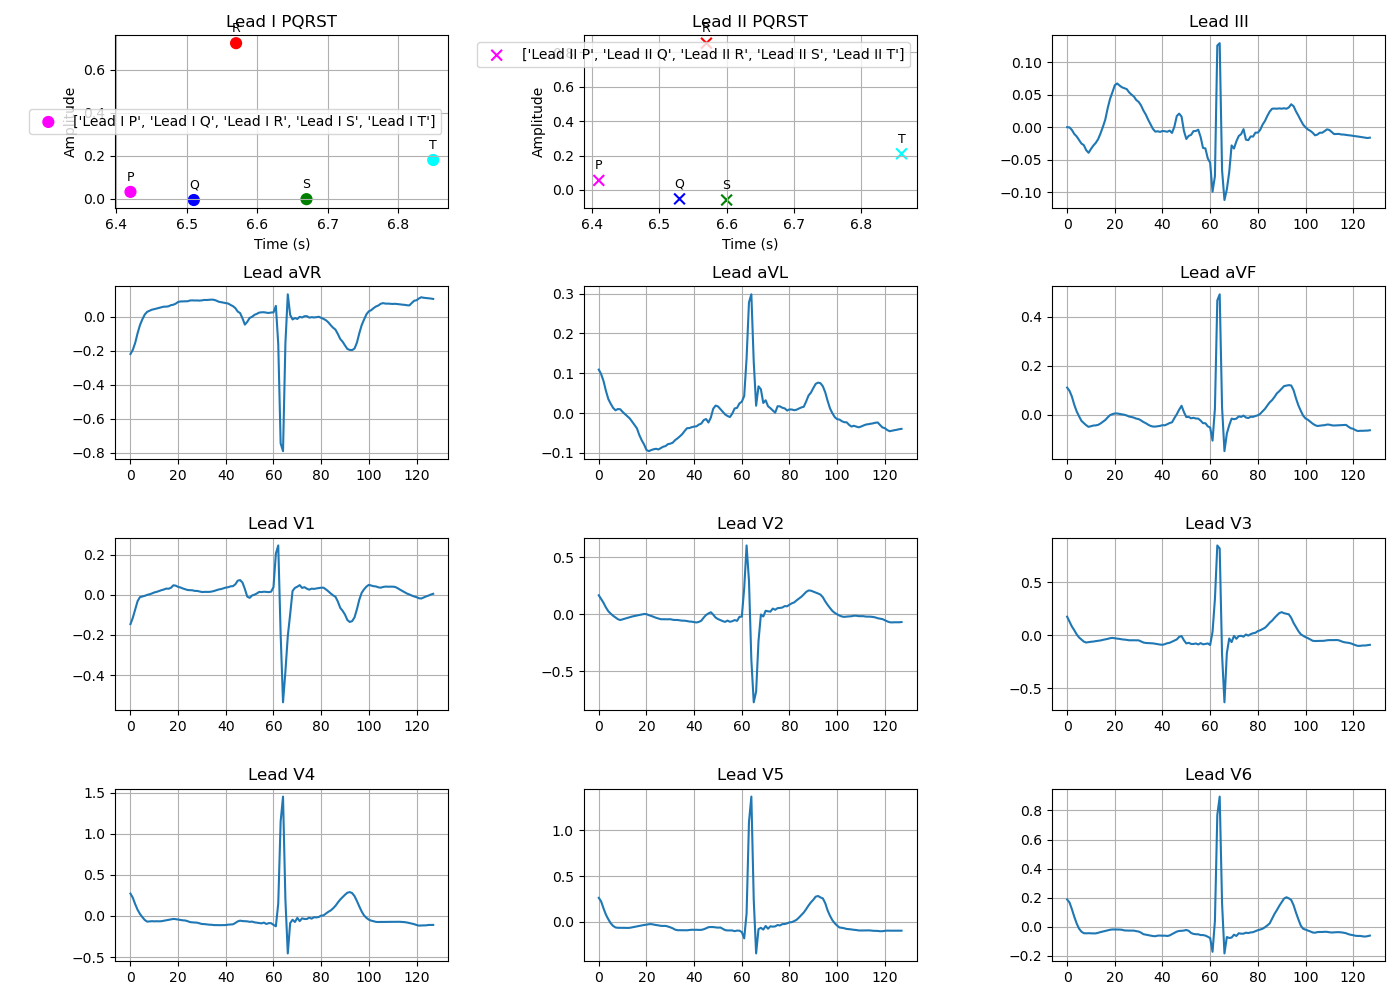 Lead I PQRST
R
0.6
0.4
0.2
0.0
Amplitude
['Lead I P', 'Lead I Q', 'Lead I R', 'Lead I S', 'Lead I T']
P
Q
S
T
6.4 6.5 6.6 6.7 6.8
Time (s)
Lead II PQRST
R
0.8
0.6
0.4
0.2
0.0
Amplitude
['Lead II P', 'Lead II Q', 'Lead II R', 'Lead II S', 'Lead II T']
P
Q
S
T
6.4 6.5 6.6 6.7 6.8
Time (s)
Lead III
0.10
0.05
0.00
−0.05
−0.10
0 20 40 60 80 100 120
Lead aVR
0.0
−0.2
−0.4
−0.6
−0.8
0 20 40 60 80 100 120
Lead aVL
0.3
0.2
0.1
0.0
−0.1
0 20 40 60 80 100 120
Lead aVF
0.4
0.2
0.0
0 20 40 60 80 100 120
Lead V1
0.2
0.0
−0.2
−0.4
0 20 40 60 80 100 120
Lead V2
0.5
0.0
−0.5
0 20 40 60 80 100 120
Lead V3
0.5
0.0
−0.5
0 20 40 60 80 100 120
Lead V4
1.5
1.0
0.5
0.0
−0.5
0 20 40 60 80 100 120
Lead V5
1.0
0.5
0.0
0 20 40 60 80 100 120
Lead V6
0.8
0.6
0.4
0.2
0.0
−0.2
0 20 40 60 80 100 120